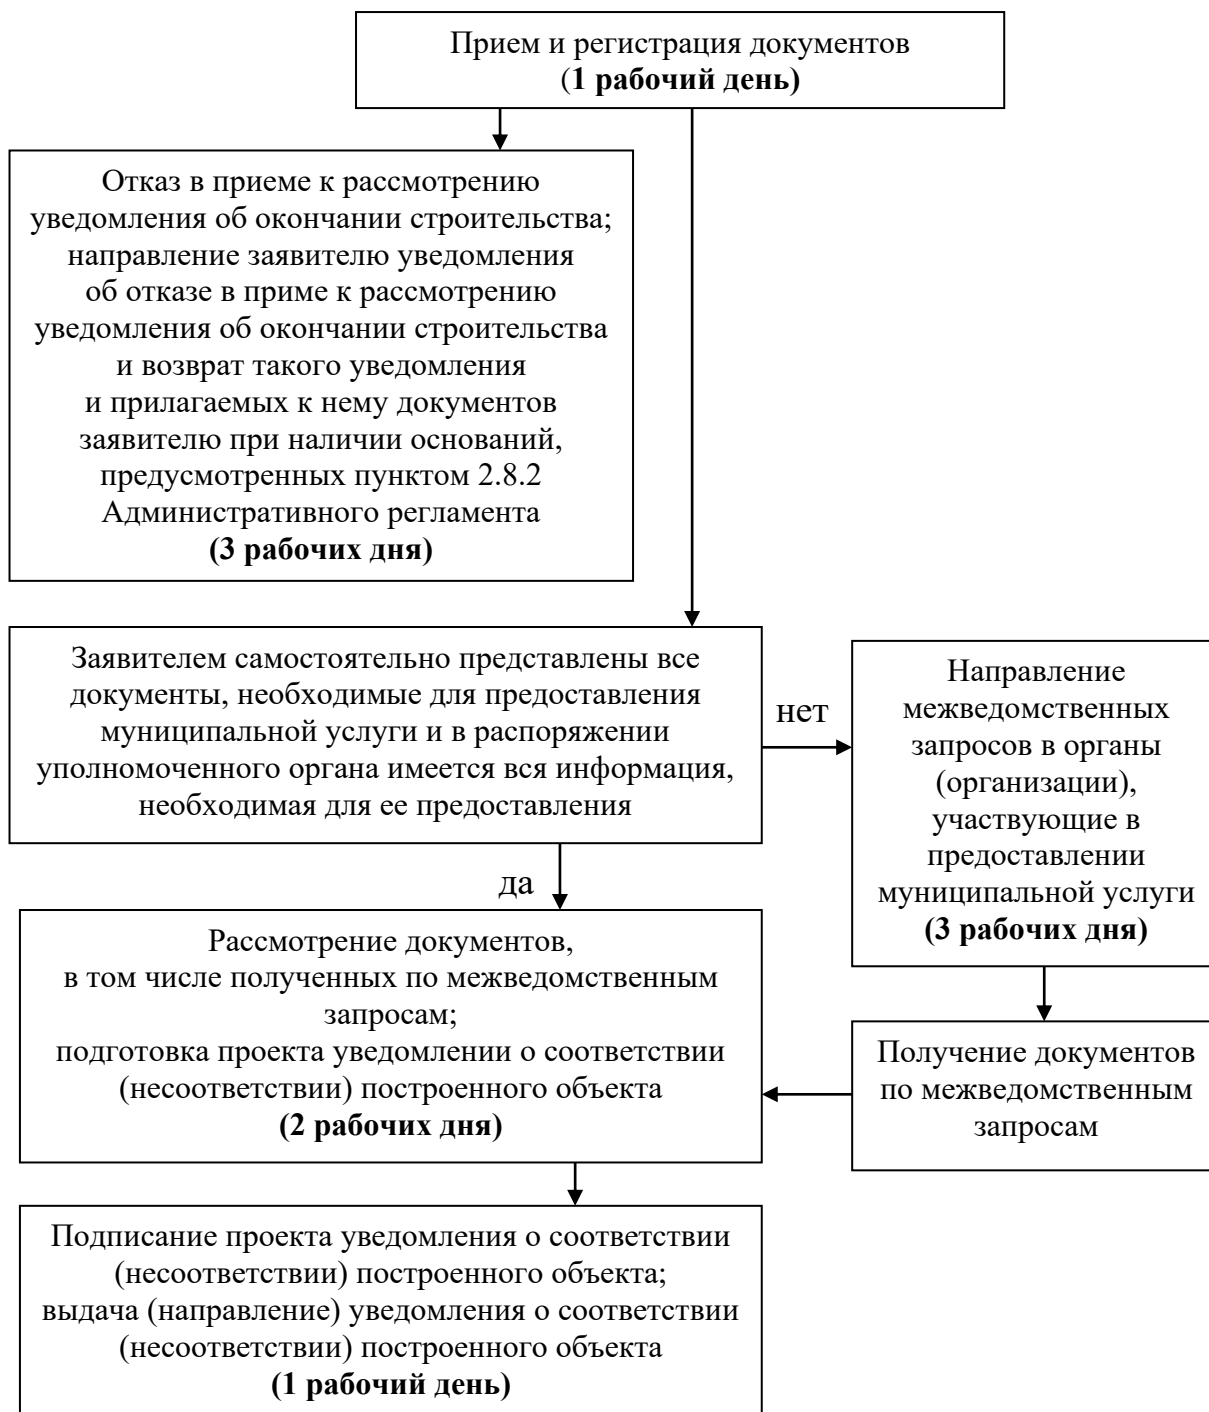 Прием и регистрация документов
(1 рабочий день)
Отказ в приеме к рассмотрению
уведомления об окончании строительства;
направление заявителю уведомления
об отказе в приме к рассмотрению
уведомления об окончании строительства
и возврат такого уведомления
и прилагаемых к нему документов
заявителю при наличии оснований,
предусмотренных пунктом 2.8.2
Административного регламента
(3 рабочих дня)
Заявителем самостоятельно представлены все
документы, необходимые для предоставления
муниципальной услуги и в распоряжении
уполномоченного органа имеется вся информация,
необходимая для ее предоставления
нет
Направление
межведомственных
запросов в органы
(организации),
участвующие в
предоставлении
муниципальной услуги
(3 рабочих дня)
да
Рассмотрение документов,
в том числе полученных по межведомственным
запросам;
подготовка проекта уведомлении о соответствии
(несоответствии) построенного объекта
(2 рабочих дня)
Получение документов
по межведомственным
запросам
Подписание проекта уведомления о соответствии
(несоответствии) построенного объекта;
выдача (направление) уведомления о соответствии
(несоответствии) построенного объекта
(1 рабочий день)